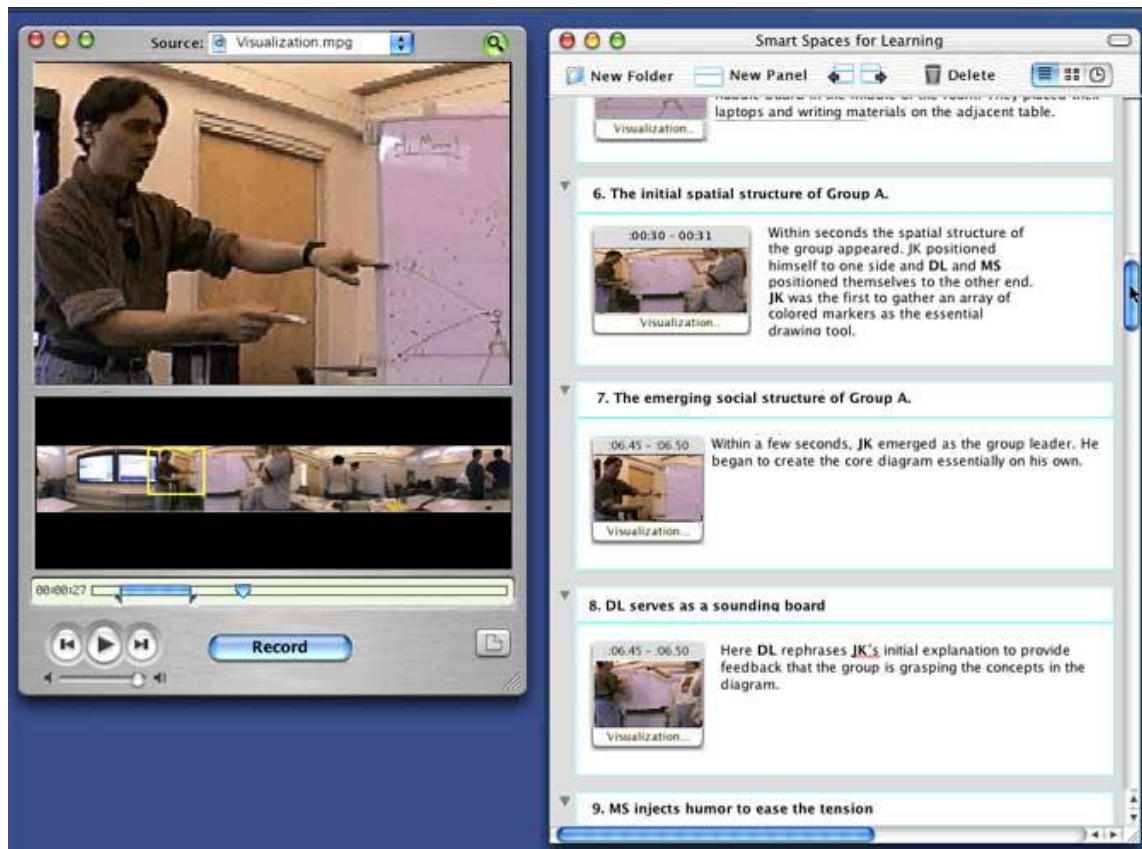 Source: Visualization.mpg
00:00:27
Record
Smart Spaces for Learning
New Folder New Panel Delete
laptops and writing materials on the adjacent table.
Visualization..
6. The initial spatial structure of Group A.
:00:30 - 00:31
Visualization..
Within seconds the spatial structure of
the group appeared. JK positioned
himself to one side and DL and MS
positioned themselves to the other end.
JK was the first to gather an array of
colored markers as the essential
drawing tool.
7. The emerging social structure of Group A.
:06.45 - :06.50
Visualization...
Within a few seconds, JK emerged as the group leader. He
began to create the core diagram essentially on his own.
8. DL serves as a sounding board
:06.45 - :06.50
Visualization...
Here DL rephrases JK's initial explanation to provide
feedback that the group is grasping the concepts in the
diagram.
9. MS injects humor to ease the tension